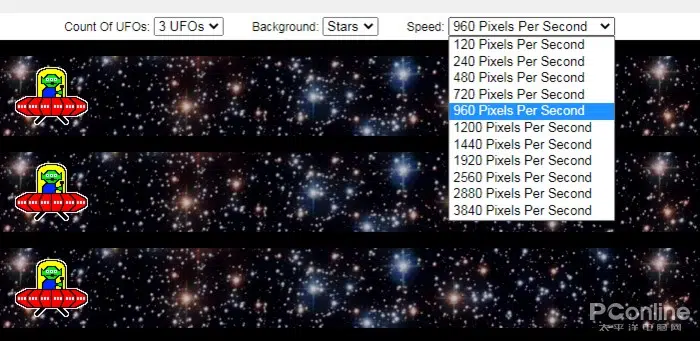 Count Of UFOs: 3 UFOs Background: Stars Speed: 960 Pixels Per Second
120 Pixels Per Second
240 Pixels Per Second
480 Pixels Per Second
720 Pixels Per Second
960 Pixels Per Second
1200 Pixels Per Second
1440 Pixels Per Second
1920 Pixels Per Second
2560 Pixels Per Second
2880 Pixels Per Second
3840 Pixels Per Second
PConline
太平洋电脑网